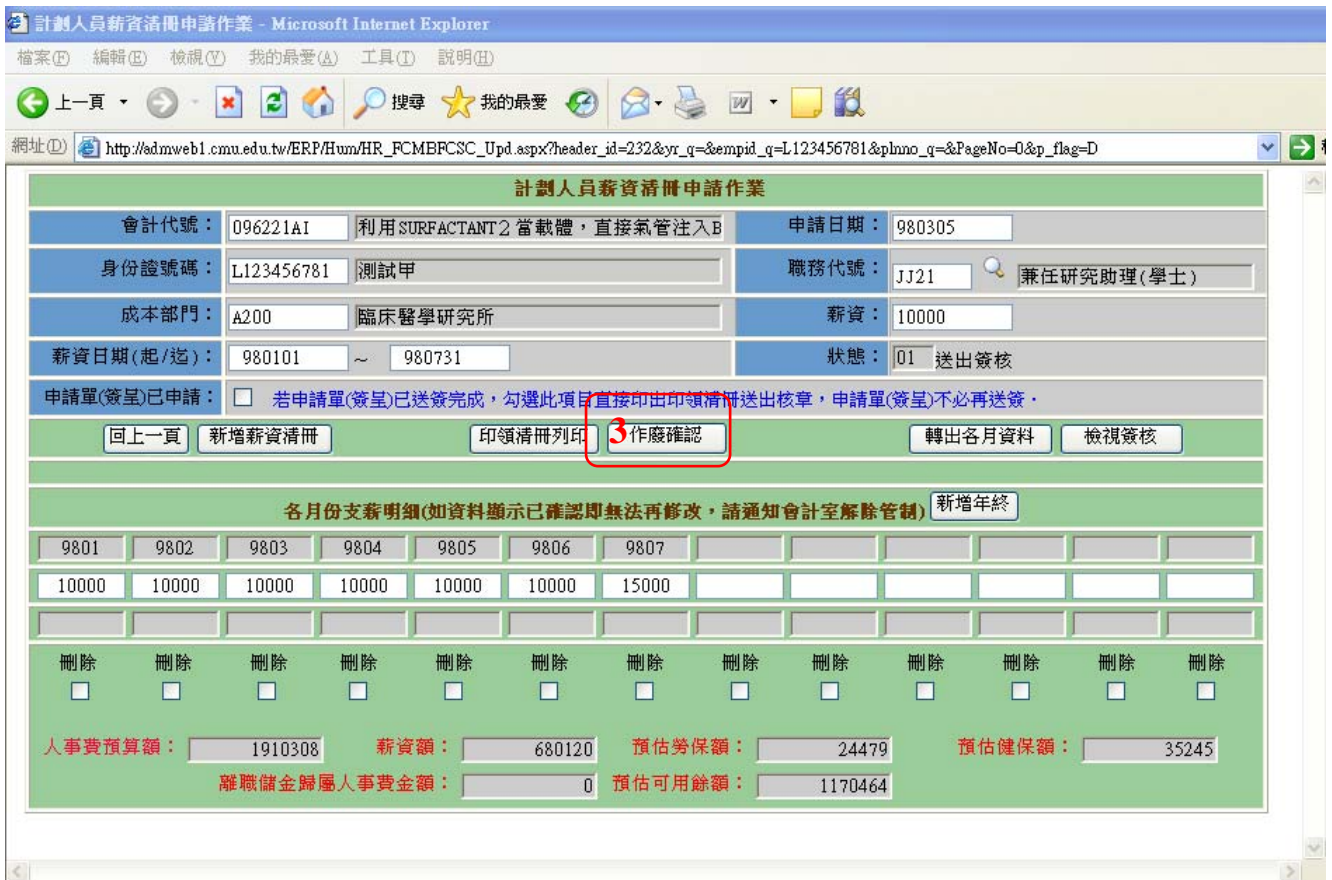 計劃人員薪資清冊申請作業 - Microsoft Internet Explorer
檔案(F) 編輯(E) 檢視(V) 我的最愛(A) 工具(T) 說明(H)
上一頁 搜尋 我的最愛
網址(D) http://admweb1.cmu.edu.tw/ERP/Hum/HR_FCMBFCSC_Upd.aspx?header_id=232&yr_q=&empid_q=L123456781&plnno_q=&PageNo=0&p_flag=D
計劃人員薪資清冊申請作業
會計代號： 096221AI 利用SURFACTANT２當載體，直接氣管注入B 申請日期： 980305
身份證號碼： L123456781 測試甲 職務代號： JJ21 兼任研究助理(學士)
成本部門： A200 臨床醫學研究所 薪資： 10000
薪資日期(起/迄)： 980101 ~ 980731 狀態： 01 送出簽核
申請單(簽呈)已申請： 若申請單(簽呈)已送簽完成，勾選此項目直接印出印領清冊送出核章，申請單(簽呈)不必再送簽．
回上一頁 新增薪資清冊 印領清冊列印 3 作廢確認 轉出各月資料 檢視簽核
各月份支薪明細(如資料顯示已確認即無法再修改，請通知會計室解除管制) 新增年終
9801 9802 9803 9804 9805 9806 9807
10000 10000 10000 10000 10000 10000 15000
刪除 刪除 刪除 刪除 刪除 刪除 刪除 刪除 刪除 刪除 刪除 刪除 刪除
人事費預算額： 1910308 薪資額： 680120 預估勞保額： 24479 預估健保額： 35245
離職儲金歸屬人事費金額： 0 預估可用餘額： 1170464